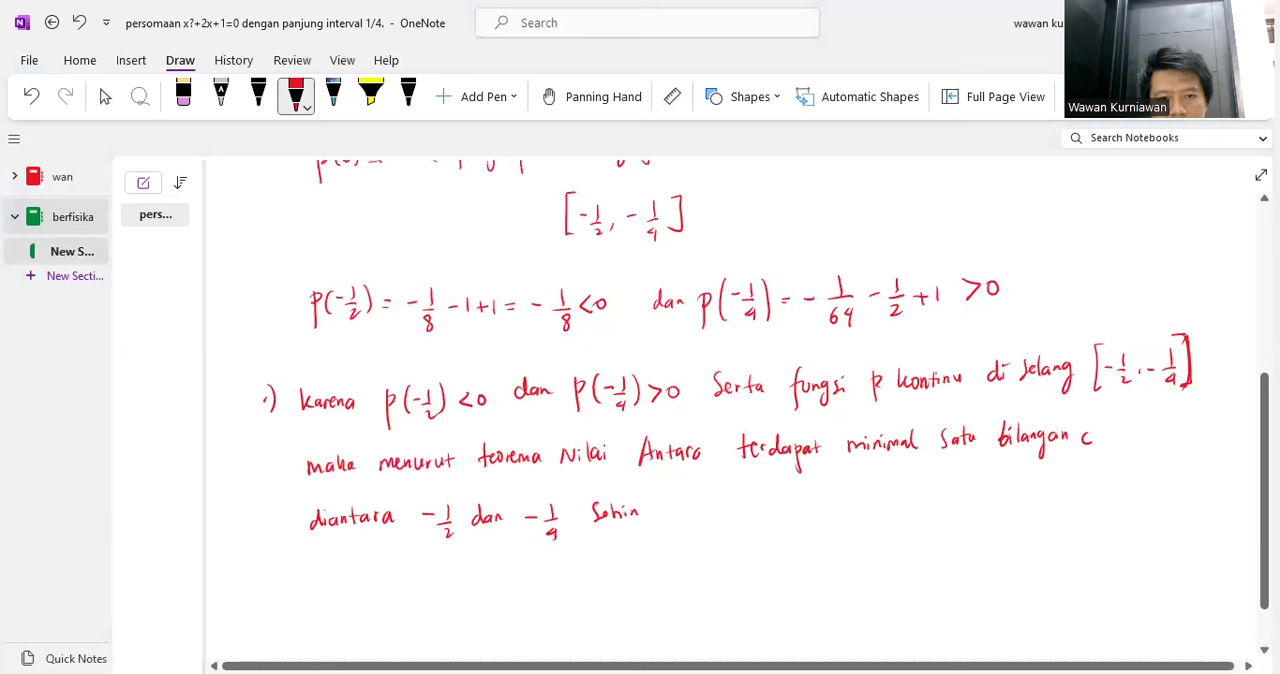 persomaan x?+2x+1=0 dengan panjung interval 1/4. - OneNote
Search
wawan ku
File Home Insert Draw History Review View Help
Add Pen
Panning Hand
Shapes
Automatic Shapes
Full Page View
Wawan Kurniawan
Search Notebooks
wan
berfisika
New S...
New Secti...
pers...
[-1/2, -1/4]
p(-1/2) = -1/8 -1+1 = -1/8 <0 dan p(-1/4) = -1/64 -1/2 +1 >0
.) Karena p(-1/2) <0 dan p(-1/4) >0 Serta fungsi p kontinu di selang [-1/2, -1/4]
maka menurut teorema Nilai Antara terdapat minimal satu bilangan c
diantara -1/2 dan -1/4 Sehin
Quick Notes